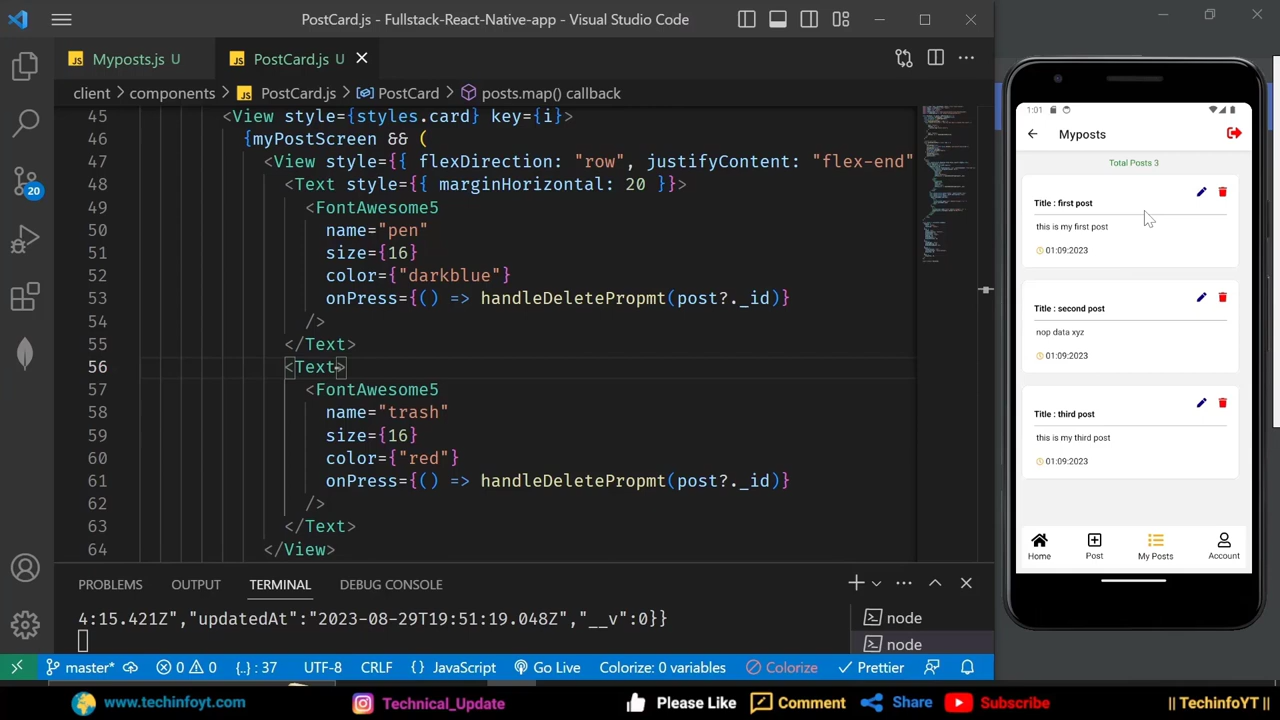 PostCard.js - Fullstack-React-Native-app - Visual Studio Code
JS Myposts.js U
JS PostCard.js U
client > components > JS PostCard.js > PostCard > posts.map() callback
45 <View style={styles.card} key={i}>
46 {myPostScreen && (
47 <View style={{ flexDirection: "row", justifyContent: "flex-end"
48 <Text style={{ marginHorizontal: 20 }}>
49 <FontAwesome5
50 name="pen"
51 size={16}
52 color={"darkblue"}
53 onPress={() => handleDeletePropmt(post?._id)}
54 />
55 </Text>
56 <Text>
57 <FontAwesome5
58 name="trash"
59 size={16}
60 color={"red"}
61 onPress={() => handleDeletePropmt(post?._id)}
62 />
63 </Text>
64 </View>
20
PROBLEMS OUTPUT TERMINAL DEBUG CONSOLE
4:15.421Z","updatedAt":"2023-08-29T19:51:19.048Z","__v":0}}
node
node
master* 0 0 {..} : 37 UTF-8 CRLF {} JavaScript Go Live Colorize: 0 variables Colorize Prettier
1:01
Myposts
Total Posts 3
Title : first post
this is my first post
01:09:2023
Title : second post
nop data xyz
01:09:2023
Title : third post
this is my third post
01:09:2023
Home Post My Posts Account
www.techinfoyt.com Technical_Update Please Like Comment Share Subscribe || TechinfoYT ||